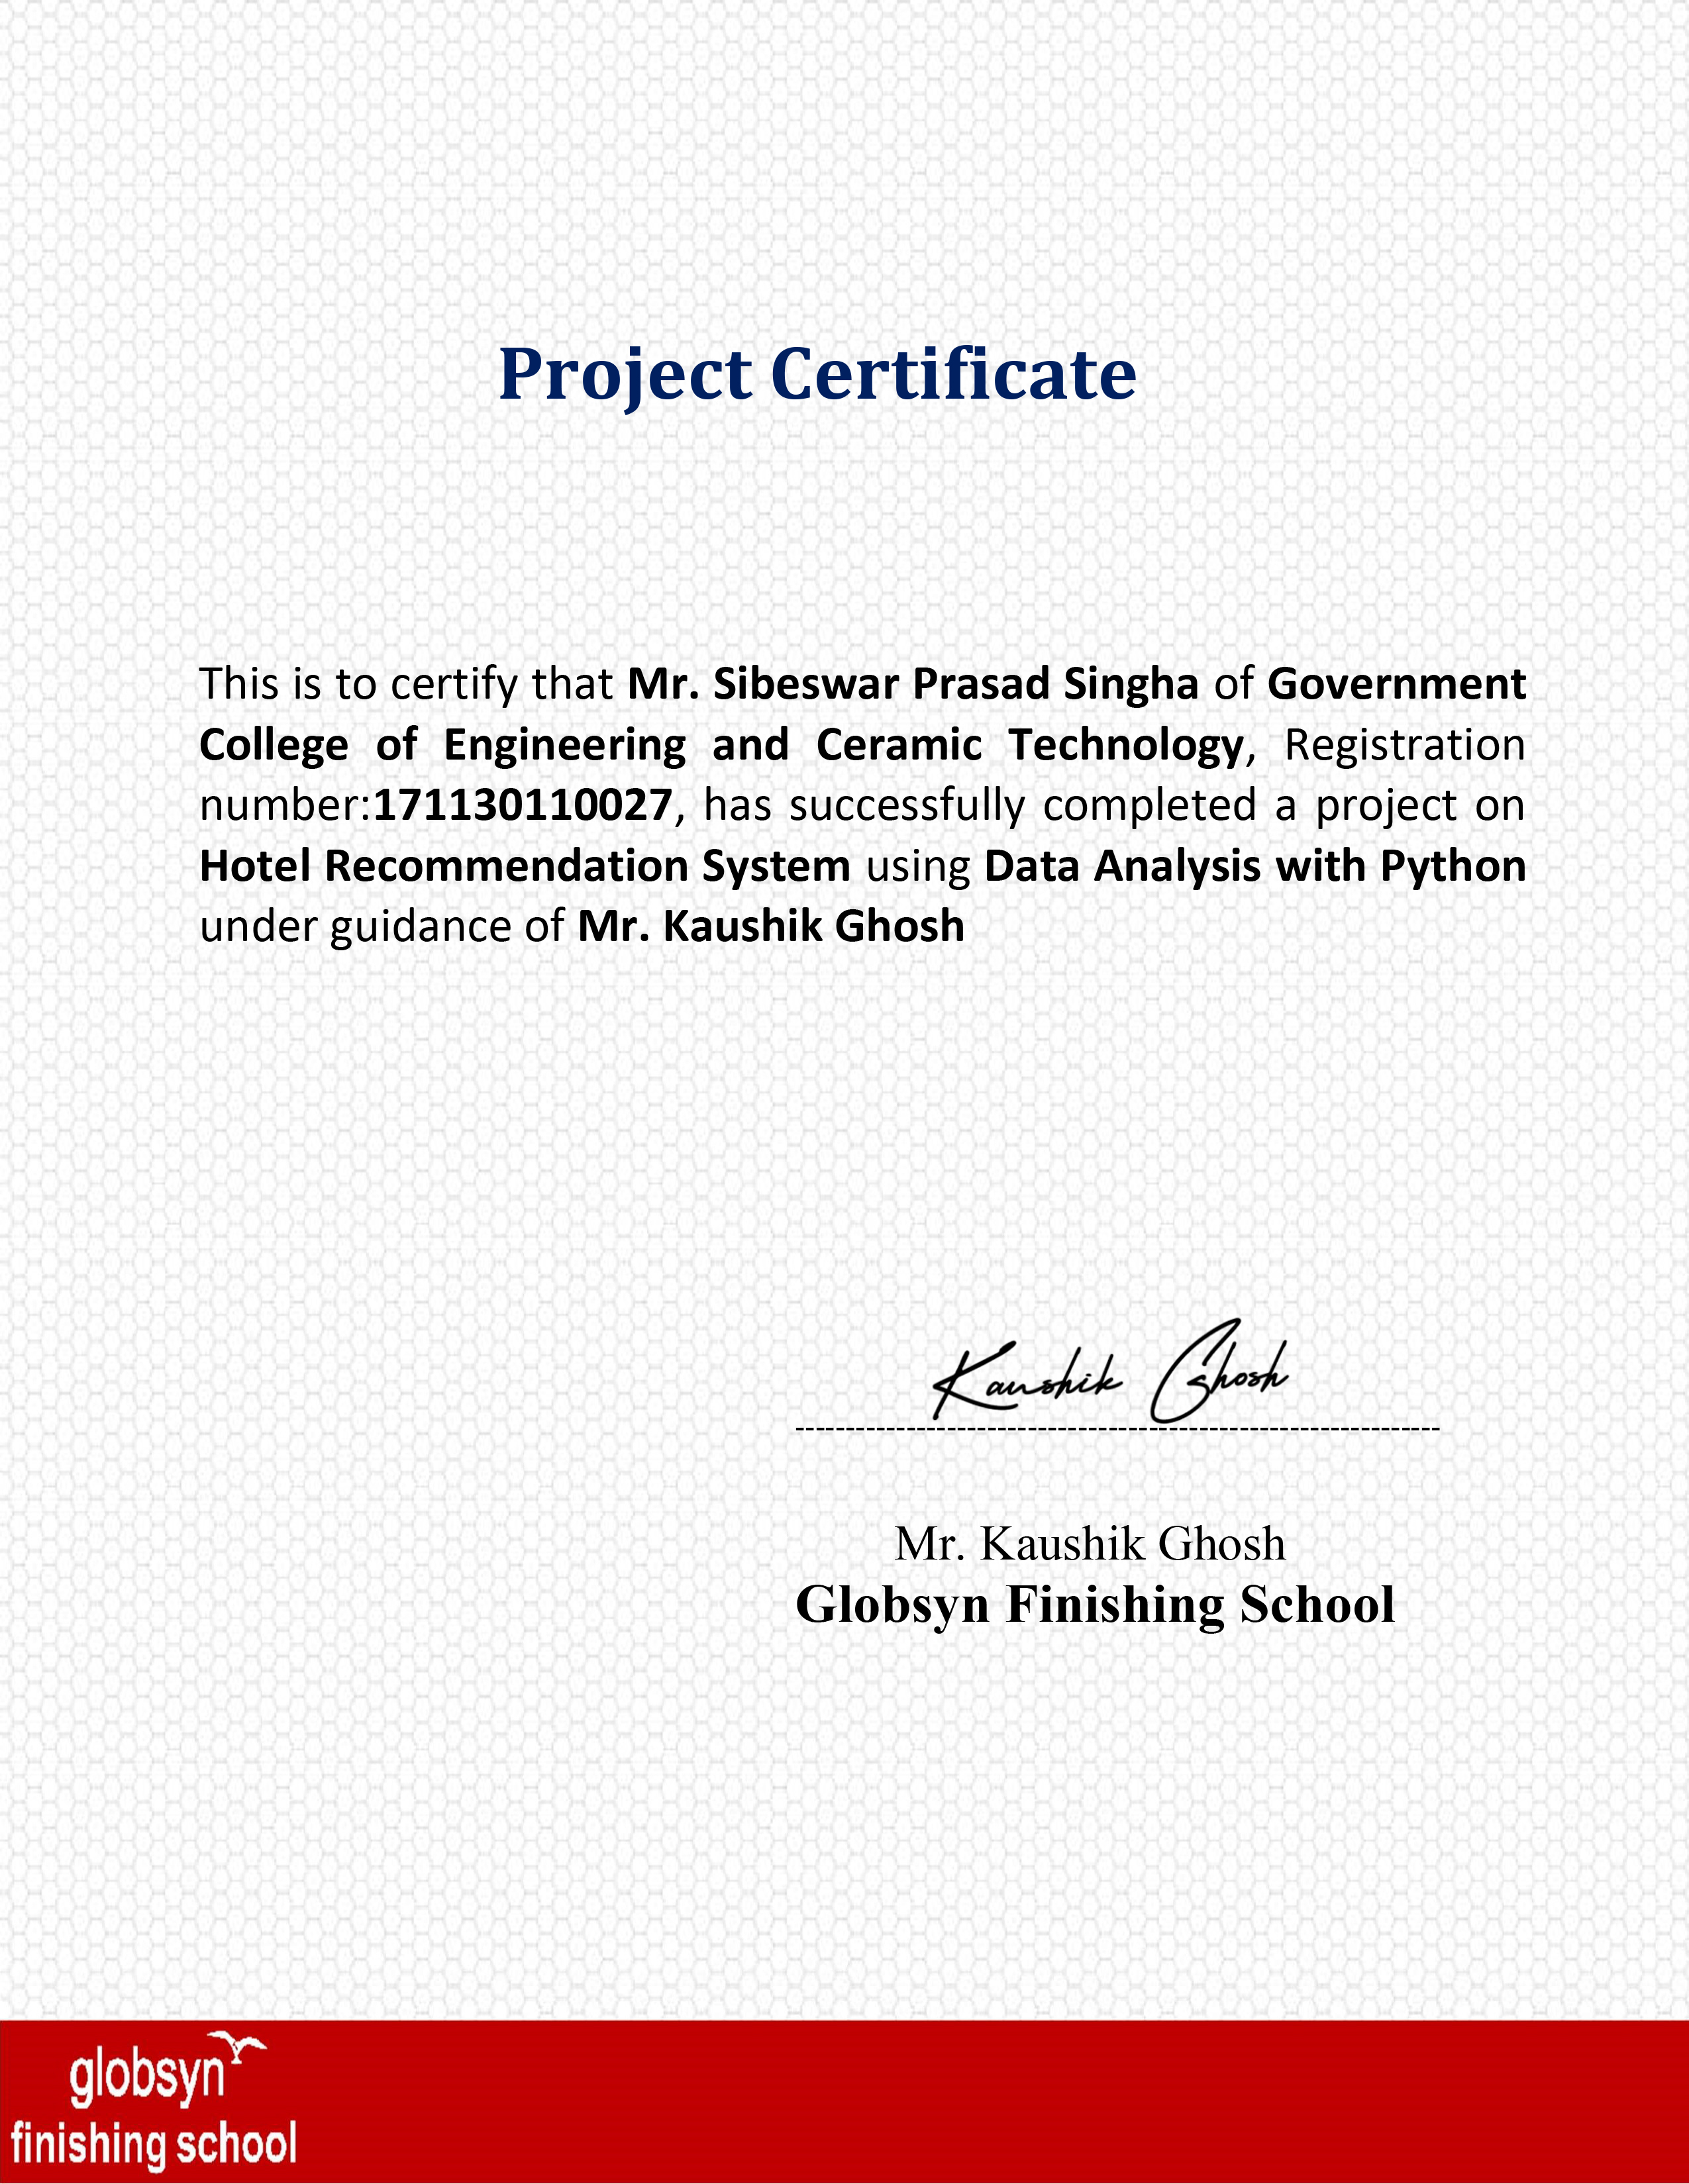 Project Certificate
This is to certify that Mr. Sibeswar Prasad Singha of Government
College of Engineering and Ceramic Technology, Registration
number:171130110027, has successfully completed a project on
Hotel Recommendation System using Data Analysis with Python
under guidance of Mr. Kaushik Ghosh
Kaushik Ghosh
----------------------------------------------------------------
Mr. Kaushik Ghosh
Globsyn Finishing School
globsyn
finishing school